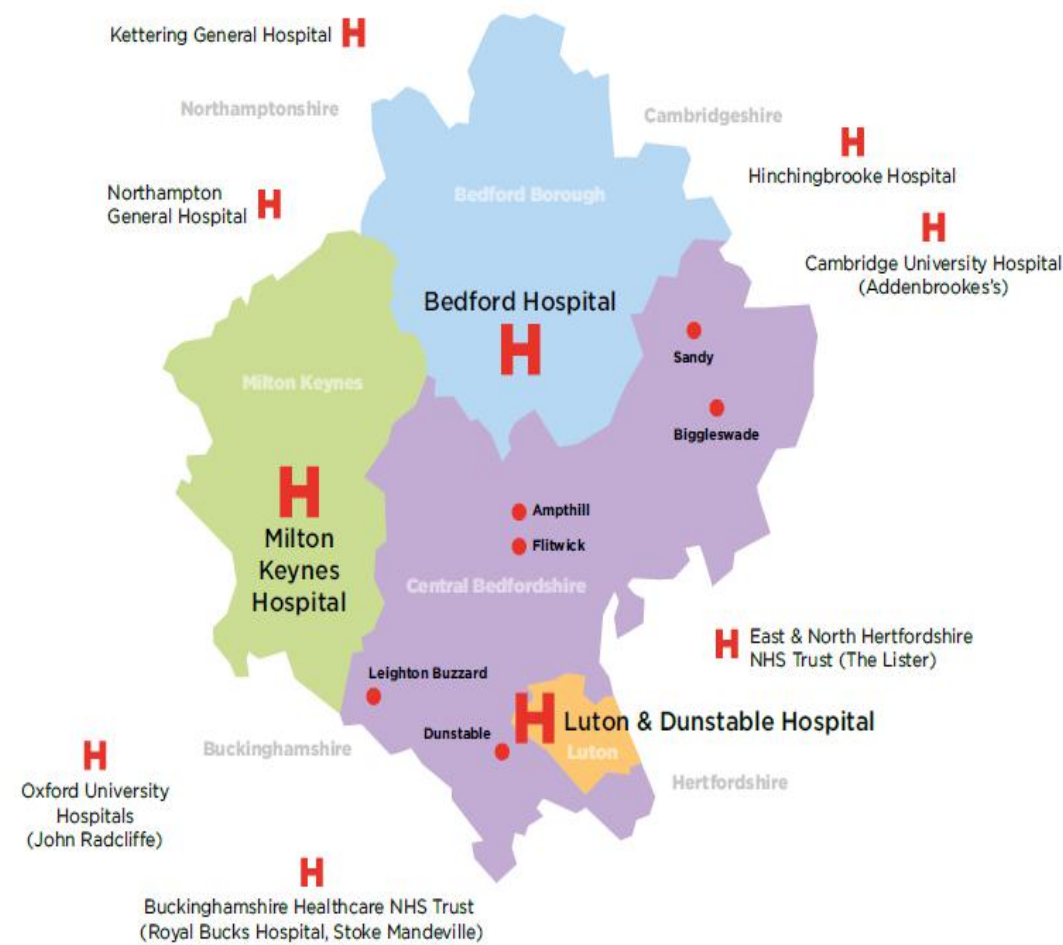 Kettering General Hospital H
Northamptonshire
Cambridgeshire
H
Hinchingbrooke Hospital
Northampton
General Hospital H
Bedford Borough
H
Cambridge University Hospital
(Addenbrookes's)
Bedford Hospital
H
Sandy
Milton Keynes
Biggleswade
H
Milton
Keynes
Hospital
Ampthill
Flitwick
Central Bedfordshire
H East & North Hertfordshire
NHS Trust (The Lister)
Leighton Buzzard
H Luton & Dunstable Hospital
Dunstable
Luton
Buckinghamshire
Hertfordshire
H
Oxford University
Hospitals
(John Radcliffe)
H
Buckinghamshire Healthcare NHS Trust
(Royal Bucks Hospital, Stoke Mandeville)